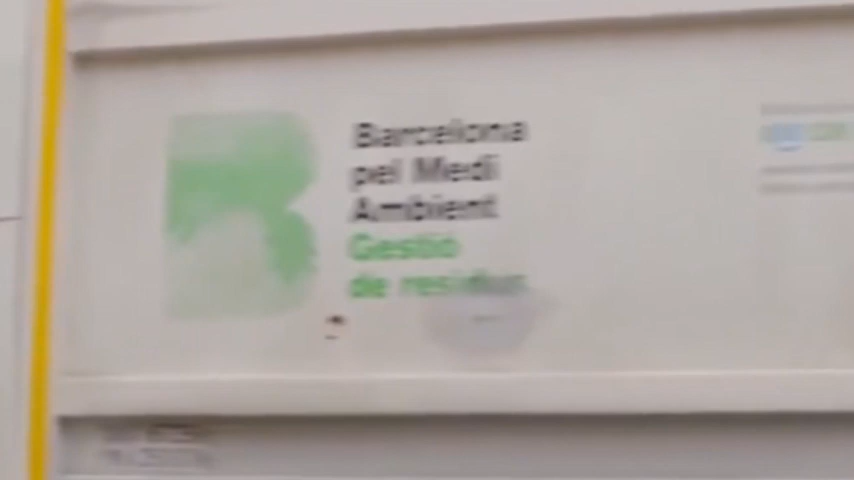 Barcelona
pel Medi
Ambient
Gestió
de residus